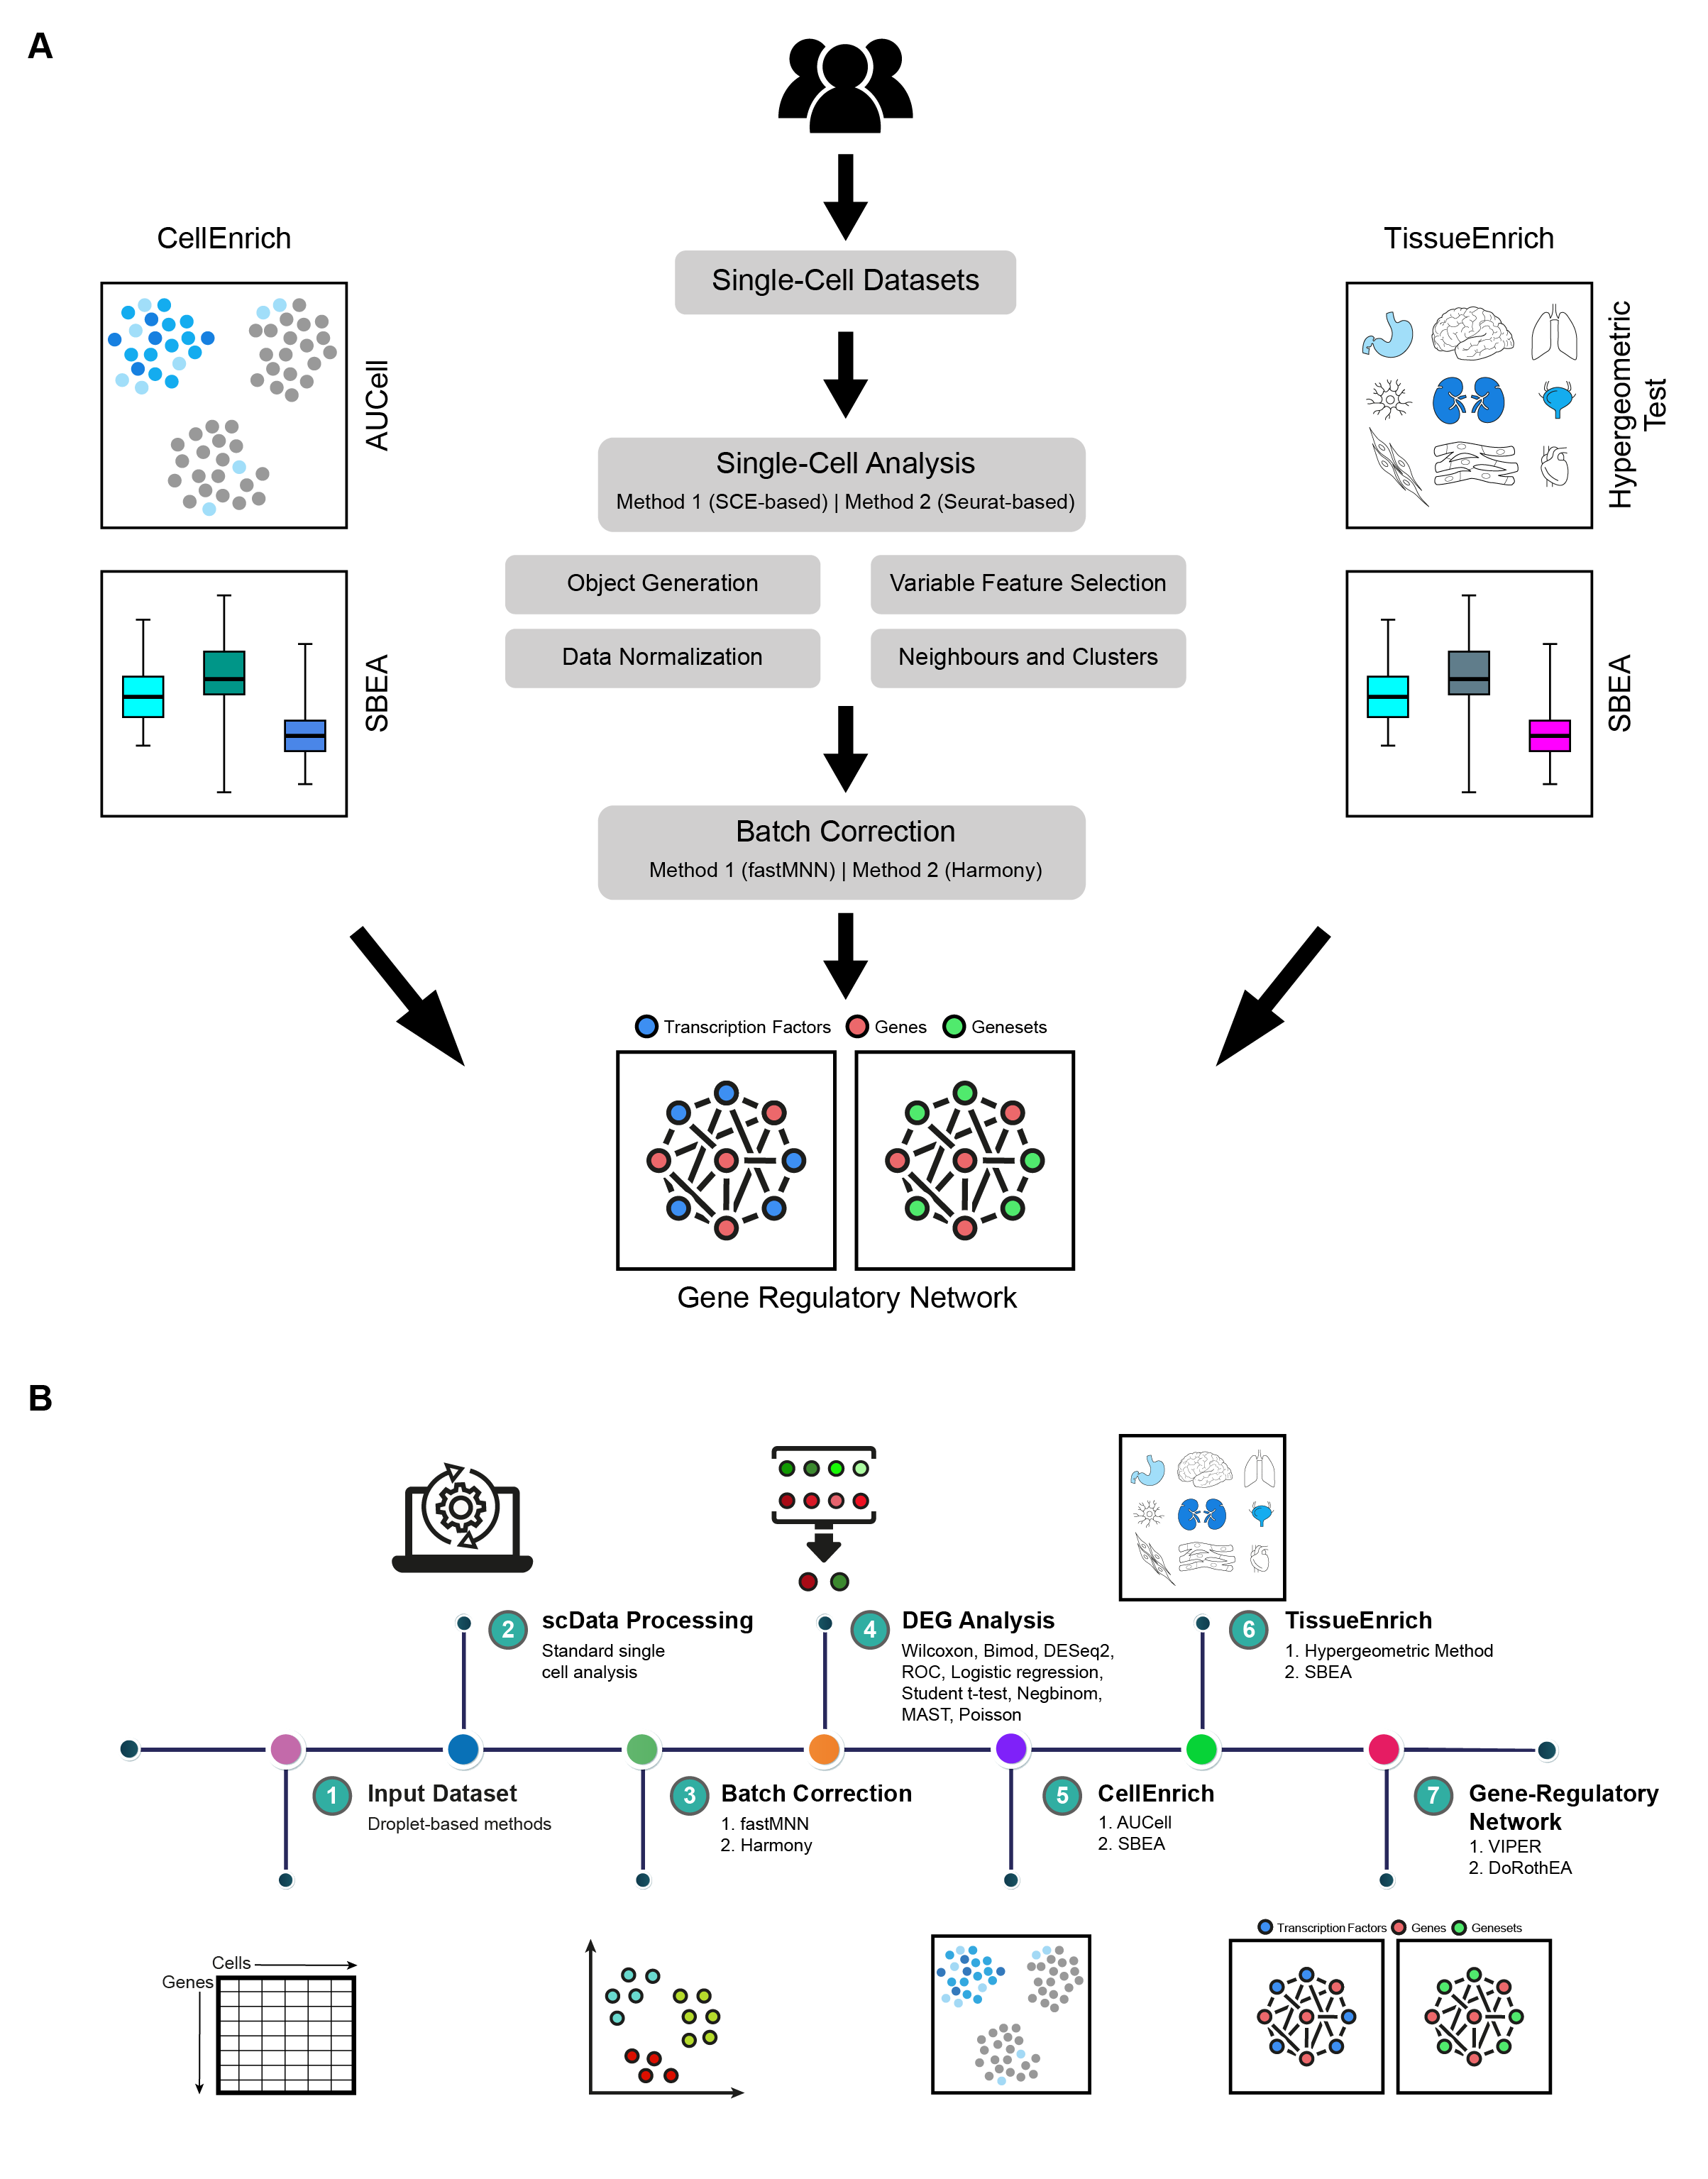 A
CellEnrich
AUCell
SBEA
Single-Cell Datasets
Single-Cell Analysis
Method 1 (SCE-based) | Method 2 (Seurat-based)
Object Generation
Variable Feature Selection
Data Normalization
Neighbours and Clusters
Batch Correction
Method 1 (fastMNN) | Method 2 (Harmony)
TissueEnrich
Hypergeometric
Test
SBEA
Transcription Factors
Genes
Genesets
Gene Regulatory Network
B
2
scData Processing
Standard single
cell analysis
4
DEG Analysis
Wilcoxon, Bimod, DESeq2,
ROC, Logistic regression,
Student t-test, Negbinom,
MAST, Poisson
6
TissueEnrich
1. Hypergeometric Method
2. SBEA
1
Input Dataset
Droplet-based methods
3
Batch Correction
1. fastMNN
2. Harmony
5
CellEnrich
1. AUCell
2. SBEA
7
Gene-Regulatory
Network
1. VIPER
2. DoRothEA
Cells
Genes
Transcription Factors
Genes
Genesets